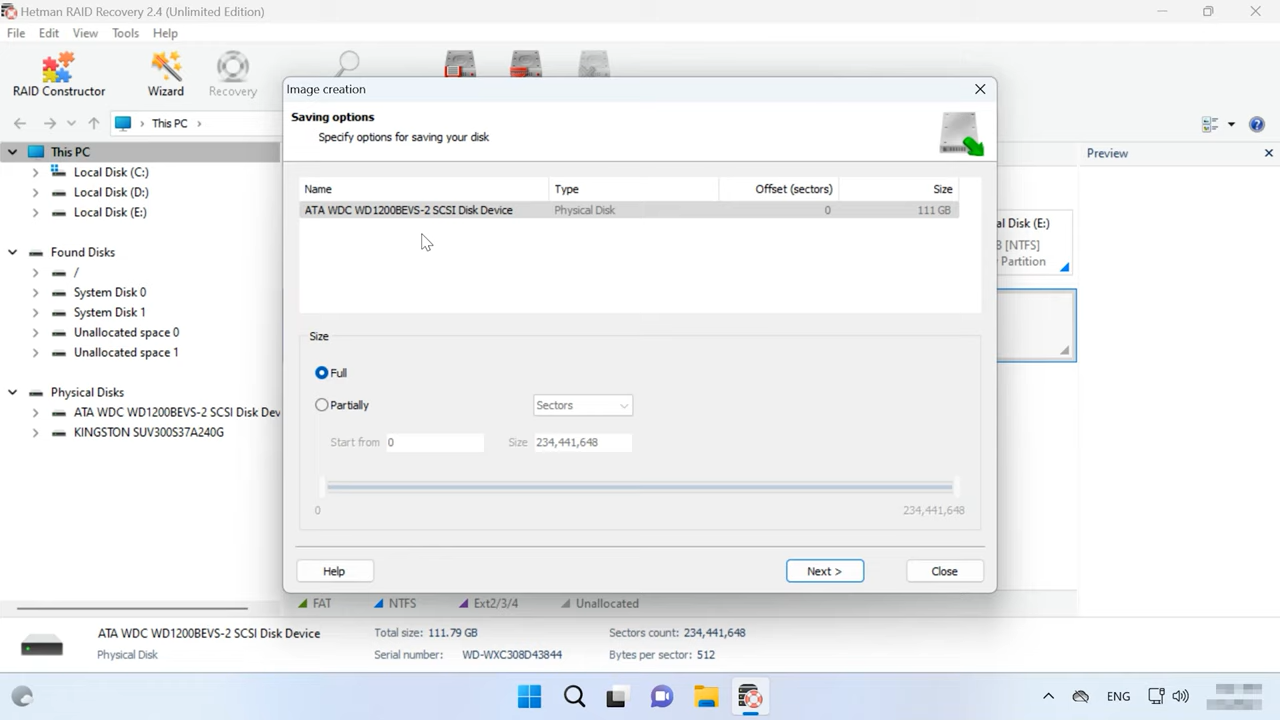 Hetman RAID Recovery 2.4 (Unlimited Edition)
File Edit View Tools Help
RAID Constructor Wizard Recovery
This PC
Image creation
Saving options
Specify options for saving your disk
Name Type Offset (sectors) Size
ATA WDC WD1200BEVS-2 SCSI Disk Device Physical Disk 0 111 GB
Size
Full
Partially Sectors
Start from 0 Size 234,441,648
0 234,441,648
Help Next > Close
This PC
Local Disk (C:)
Local Disk (D:)
Local Disk (E:)
Found Disks
/
System Disk 0
System Disk 1
Unallocated space 0
Unallocated space 1
Physical Disks
ATA WDC WD1200BEVS-2 SCSI Disk Dev
KINGSTON SUV300S37A240G
Preview
al Disk (E:)
[NTFS]
Partition
FAT NTFS Ext2/3/4 Unallocated
ATA WDC WD1200BEVS-2 SCSI Disk Device Total size: 111.79 GB Sectors count: 234,441,648
Physical Disk Serial number: WD-WXC308D43844 Bytes per sector: 512
ENG